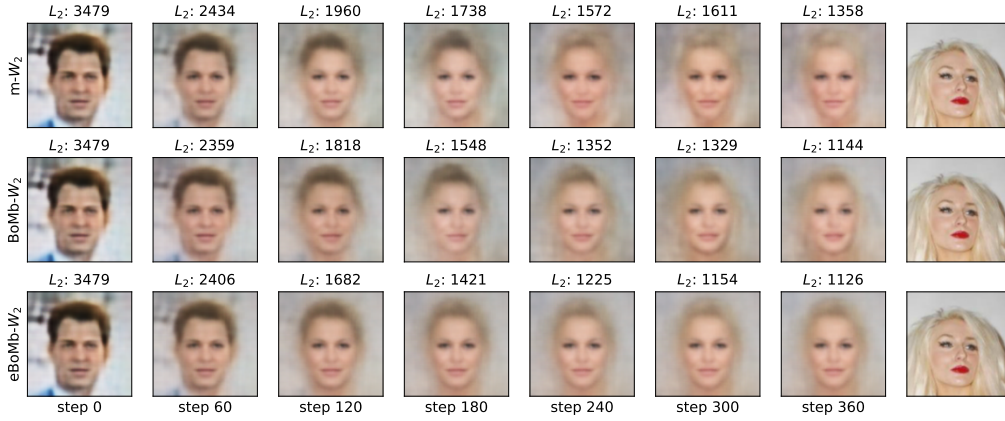 L₂: 3479 L₂: 2434 L₂: 1960 L₂: 1738 L₂: 1572 L₂: 1611 L₂: 1358
m-W₂
L₂: 3479 L₂: 2359 L₂: 1818 L₂: 1548 L₂: 1352 L₂: 1329 L₂: 1144
BoMb-W₂
L₂: 3479 L₂: 2406 L₂: 1682 L₂: 1421 L₂: 1225 L₂: 1154 L₂: 1126
eBoMb-W₂
step 0 step 60 step 120 step 180 step 240 step 300 step 360